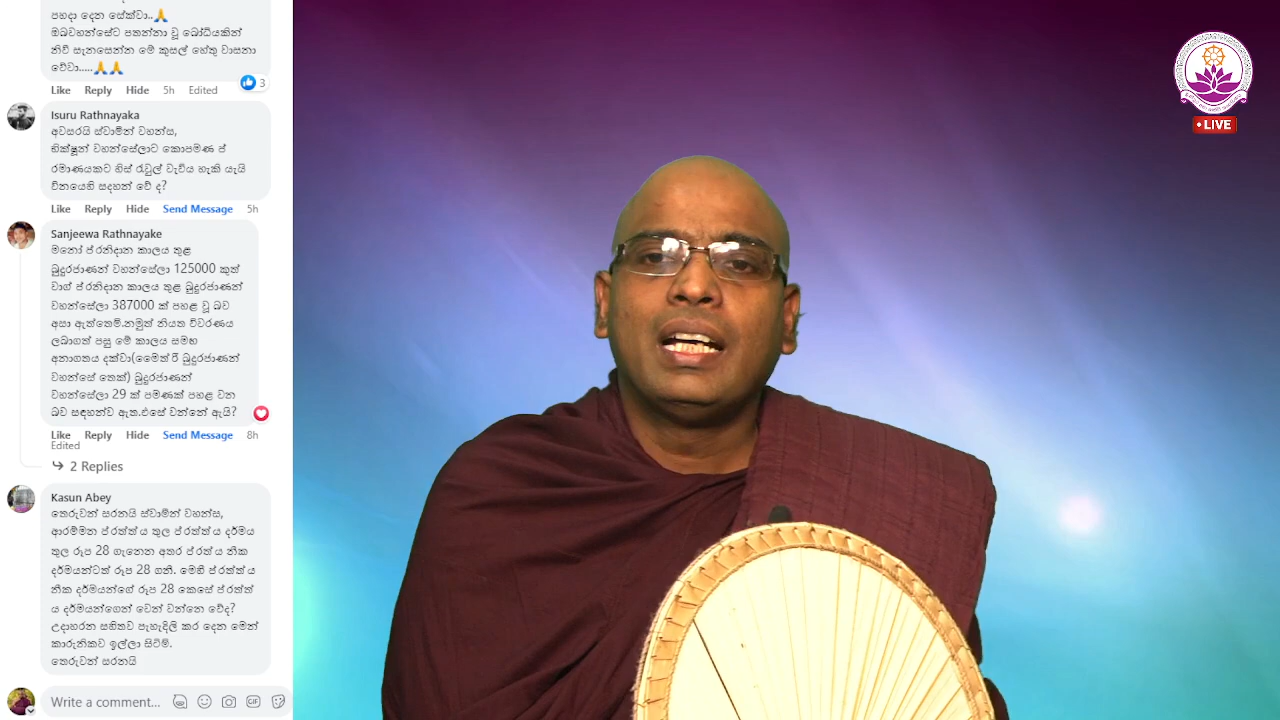 පහදා දෙන සේක්වා..🙏
ඔබවහන්සේට පතන්නා වූ බෝධියකින්
නිවී සැනසෙන්න මේ කුසල් හේතු වාසනා
වේවා.....🙏🙏
3
Like Reply Hide 5h Edited
Isuru Rathnayaka
අවසරයි ස්වාමීන් වහන්ස,
භික්ෂූන් වහන්සේලාට කොපමණ ප්
රමාණයකට හිස් රැවුල් වැවිය හැකි යැයි
විනයෙහි සදහන් වේ ද?
Like Reply Hide Send Message 5h
Sanjeewa Rathnayake
මනෝ ප්රනිදාන කාලය තුළ
බුදුරජාණන් වහන්සේලා 125000 කුත්
වාග් ප්රනිදාන කාලය තුළ බුදුරජාණන්
වහන්සේලා 387000 ක් පහළ වූ බව
අසා ඇත්තෙමි.නමුත් නියත විවරණය
ලබාගත් පසු මේ කාලය සමඟ
අනාගතය දක්වා(මෛත්රී බුදුරජාණන්
වහන්සේ තෙක්) බුදුරජාණන්
වහන්සේලා 29 ක් පමණක් පහළ වන
බව සඳහන්ව ඇත.එසේ වන්නේ ඇයි?
Like Reply Hide Send Message 8h
Edited
2 Replies
Kasun Abey
තෙරුවන් සරනයි ස්වාමීන් වහන්ස,
ආරම්මන ප්රත්ත්ය තුල ප්රත්ත්ය දර්මය
තුල රූප 28 ගැනෙන අතර ප්රත්ය නීක
දර්මයන්ටත් රූප 28 ගනී. මෙහි ප්රත්ත්ය
නීක දර්මයන්ගේ රූප 28 කෙසේ ප්රත්ත්
ය දර්මයන්ගෙන් වෙන් වන්නෙ වේද?
උදාහරන සහිතව පැහැදිලි කර දෙන මෙන්
කාරුනිකව ඉල්ලා සිටිමි.
තෙරුවන් සරනයි
Write a comment...
GIF
• LIVE